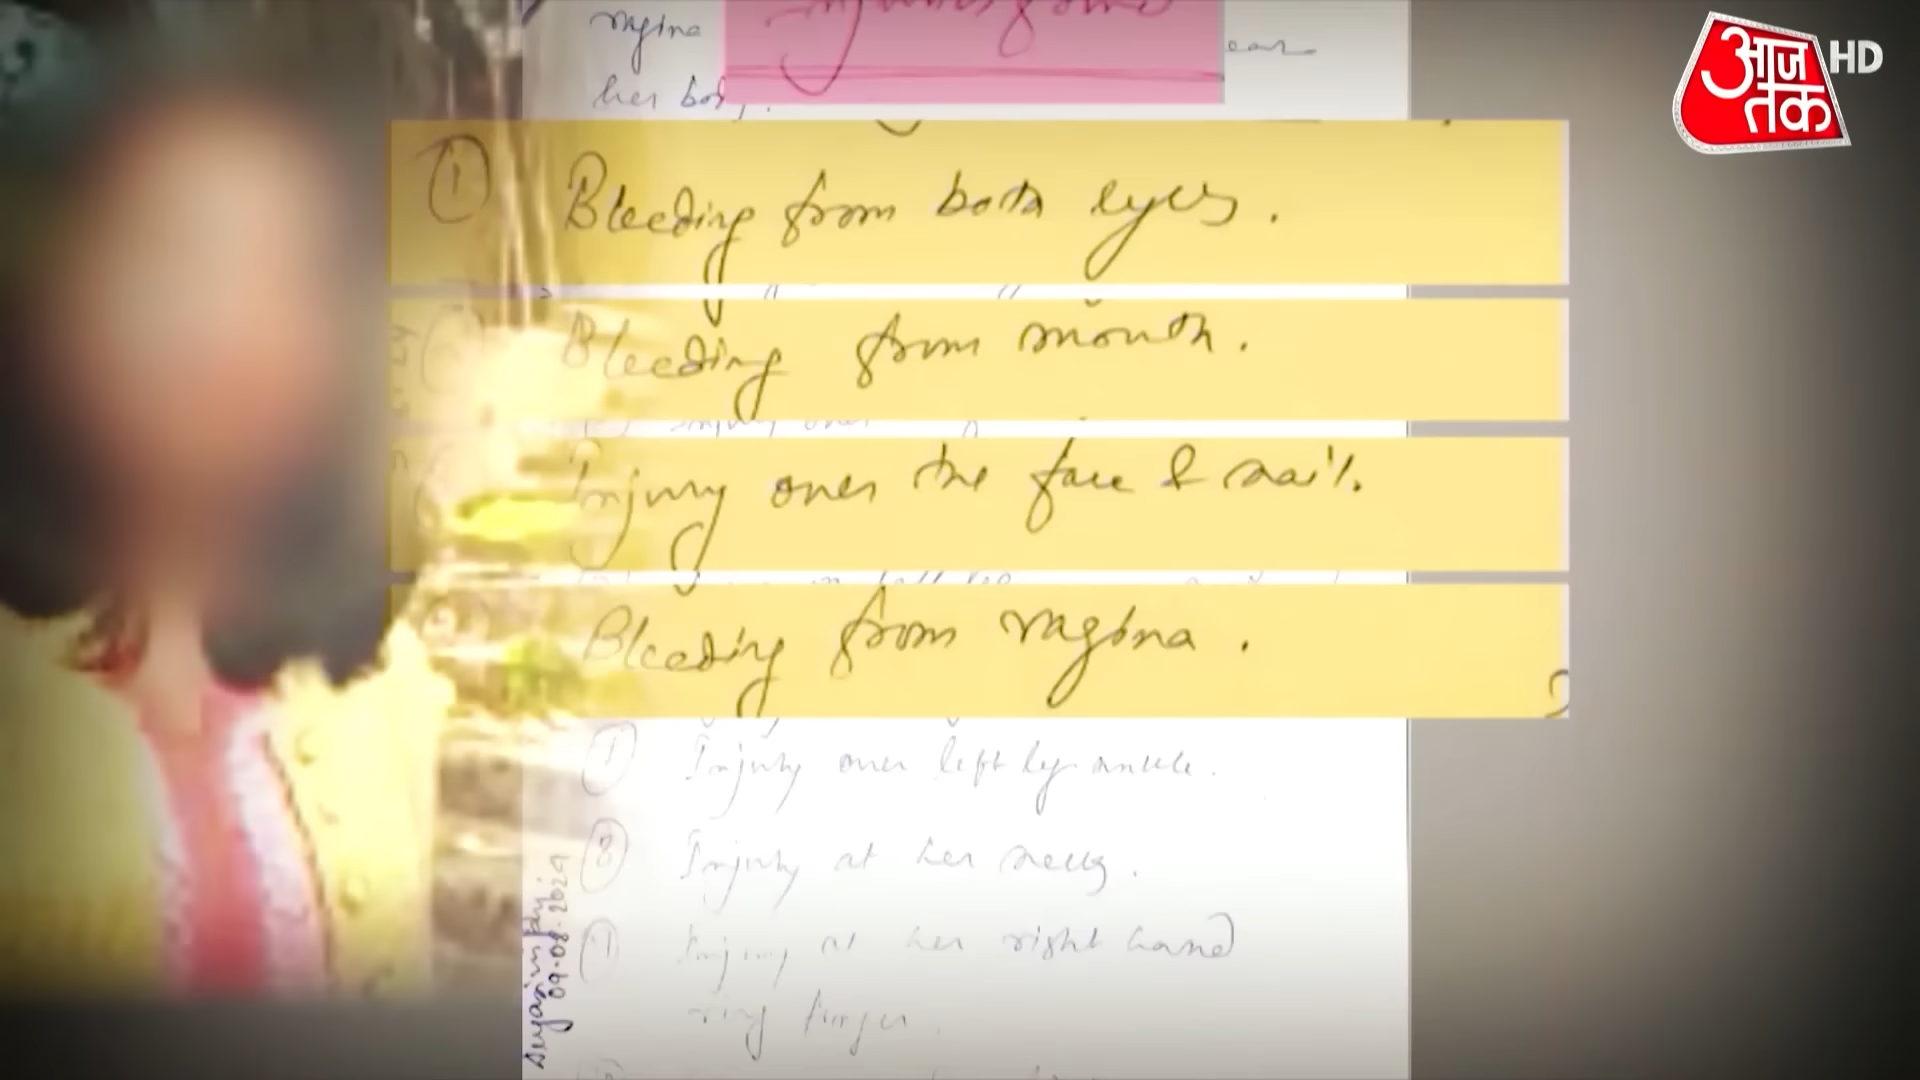 vagina
Injuries found
her body.
आज तक HD
① Bleeding from both eyes.
Bleeding from mouth.
Injury over the face & nail.
Bleeding from vagina.
Injury over left leg ankle.
⑧ Injury at her neck.
Injury at her right hand
ring finger.
09.08.2024